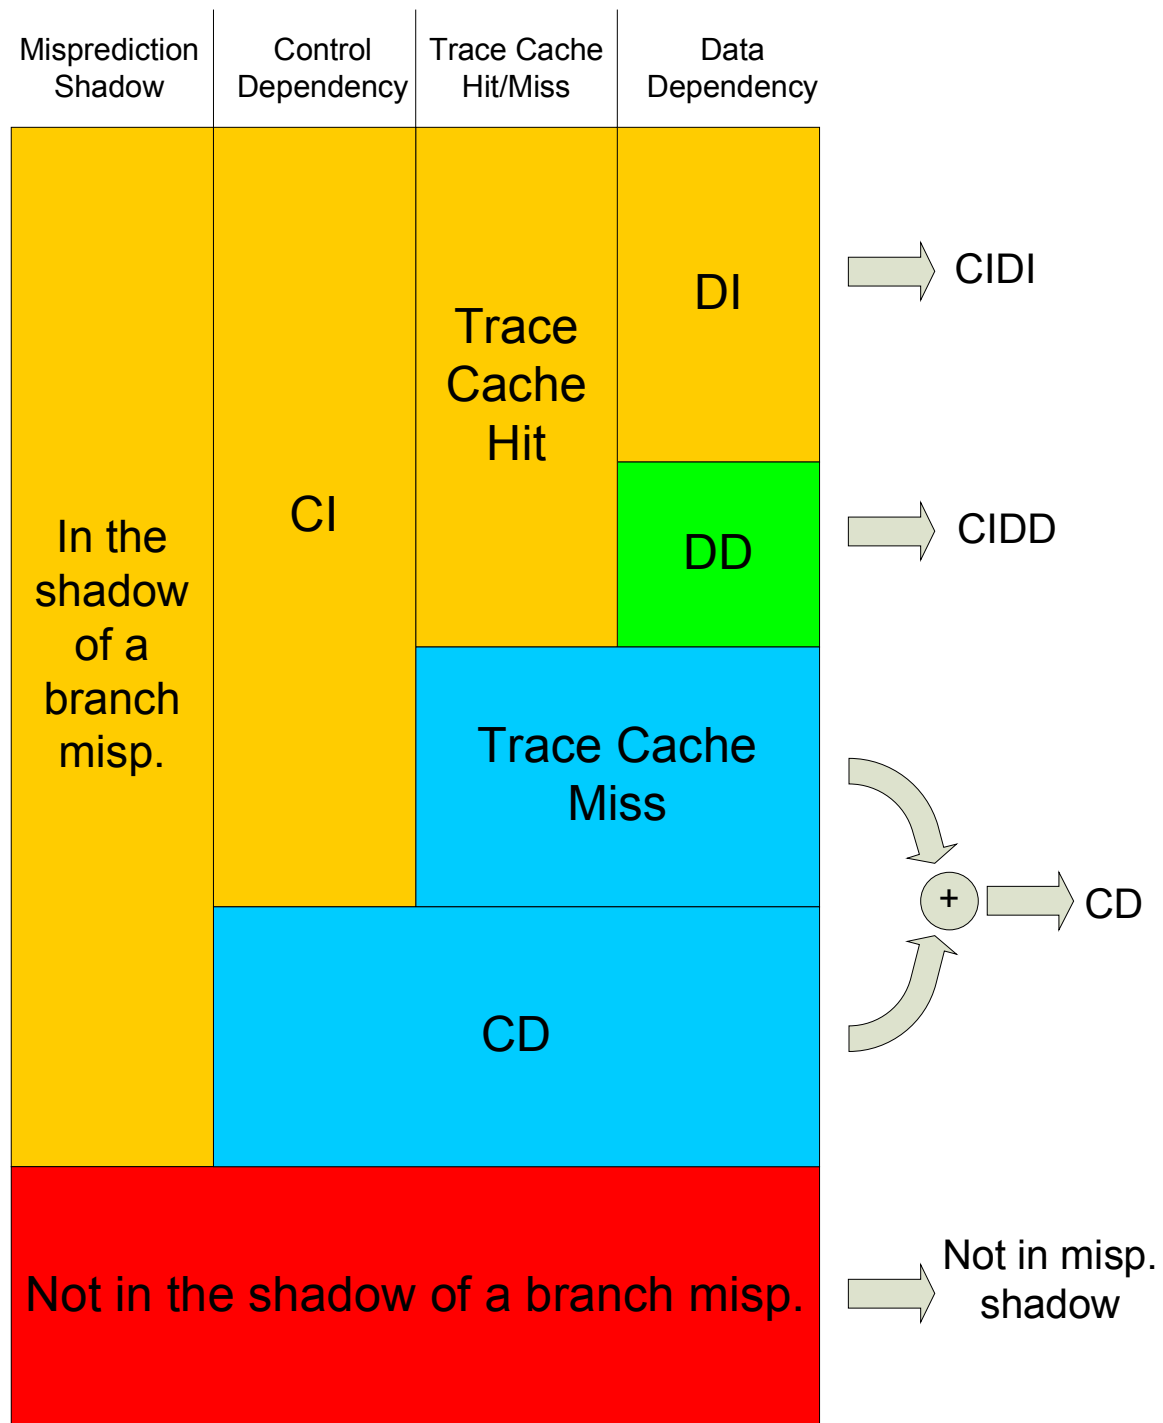 Misprediction
Shadow
Control
Dependency
Trace Cache
Hit/Miss
Data
Dependency
In the
shadow
of a
branch
misp.
CI
Trace
Cache
Hit
DI
CIDI
DD
CIDD
Trace Cache
Miss
+
CD
CD
Not in the shadow of a branch misp.
Not in misp.
shadow